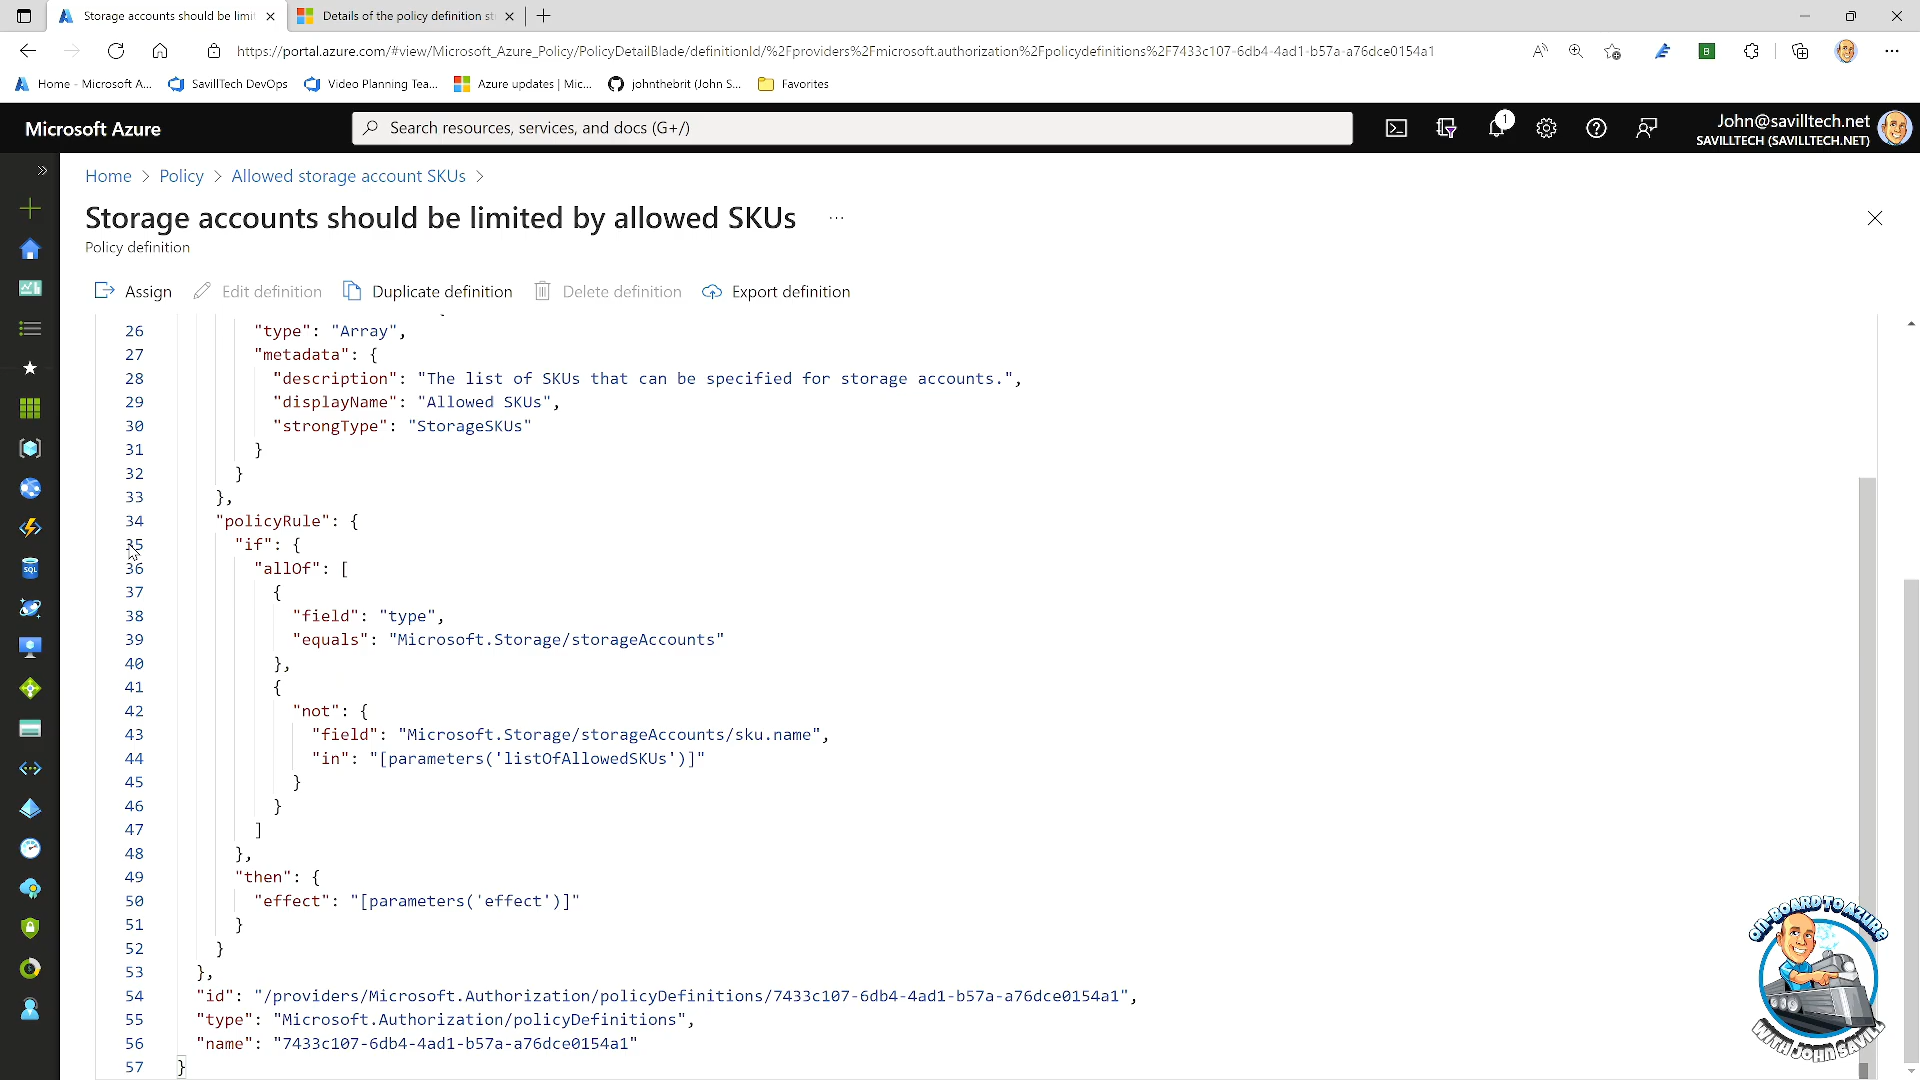 Storage accounts should be limi
Details of the policy definition st
https://portal.azure.com/#view/Microsoft_Azure_Policy/PolicyDetailBlade/definitionId/%2Fproviders%2Fmicrosoft.authorization%2Fpolicydefinitions%2F7433c107-6db4-4ad1-b57a-a76dce0154a1
Home - Microsoft A...
SavillTech DevOps
Video Planning Tea...
Azure updates | Mic...
johnthebrit (John S...
Favorites
Microsoft Azure
Search resources, services, and docs (G+/)
1
John@savilltech.net
SAVILLTECH (SAVILLTECH.NET)
Home > Policy > Allowed storage account SKUs >
Storage accounts should be limited by allowed SKUs ...
Policy definition
Assign
Edit definition
Duplicate definition
Delete definition
Export definition
26 "type": "Array",
27 "metadata": {
28 "description": "The list of SKUs that can be specified for storage accounts.",
29 "displayName": "Allowed SKUs",
30 "strongType": "StorageSKUs"
31 }
32 }
33 },
34 "policyRule": {
35 "if": {
36 "allOf": [
37 {
38 "field": "type",
39 "equals": "Microsoft.Storage/storageAccounts"
40 },
41 {
42 "not": {
43 "field": "Microsoft.Storage/storageAccounts/sku.name",
44 "in": "[parameters('listOfAllowedSKUs')]"
45 }
46 }
47 ]
48 },
49 "then": {
50 "effect": "[parameters('effect')]"
51 }
52 }
53 },
54 "id": "/providers/Microsoft.Authorization/policyDefinitions/7433c107-6db4-4ad1-b57a-a76dce0154a1",
55 "type": "Microsoft.Authorization/policyDefinitions",
56 "name": "7433c107-6db4-4ad1-b57a-a76dce0154a1"
57 }
SQL
ON-BOARD TO AZURE
WITH JOHN SAVILL